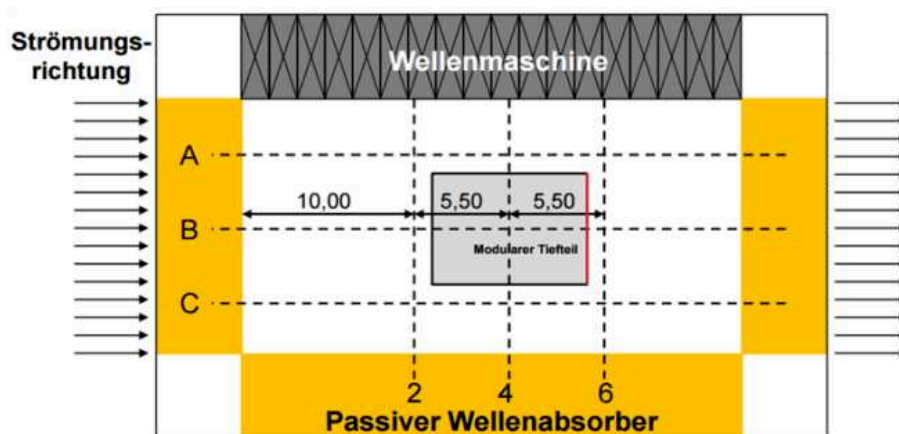 Strömungs-
richtung
Wellenmaschine
A
10,00
5,50
5,50
B
Modularer Tiefteil
C
2
4
6
Passiver Wellenabsorber